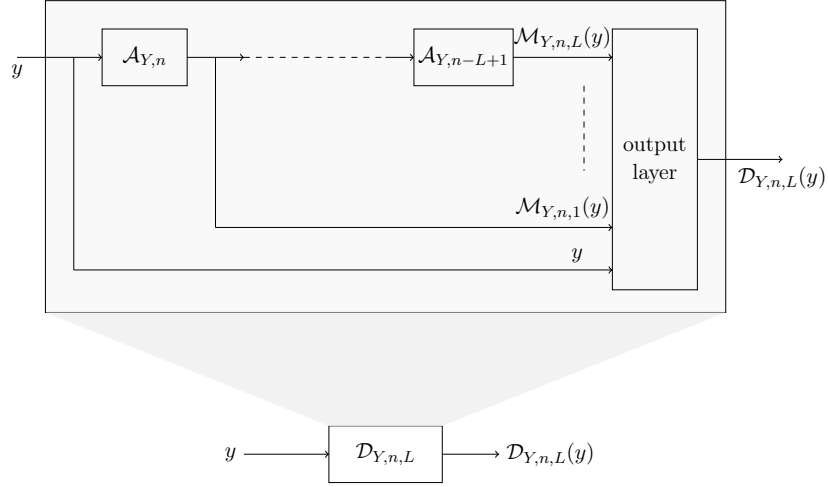 y
𝒜_{Y,n}
𝒜_{Y,n−L+1}
ℳ_{Y,n,L}(y)
output
layer
𝒟_{Y,n,L}(y)
ℳ_{Y,n,1}(y)
y
y
𝒟_{Y,n,L}
𝒟_{Y,n,L}(y)